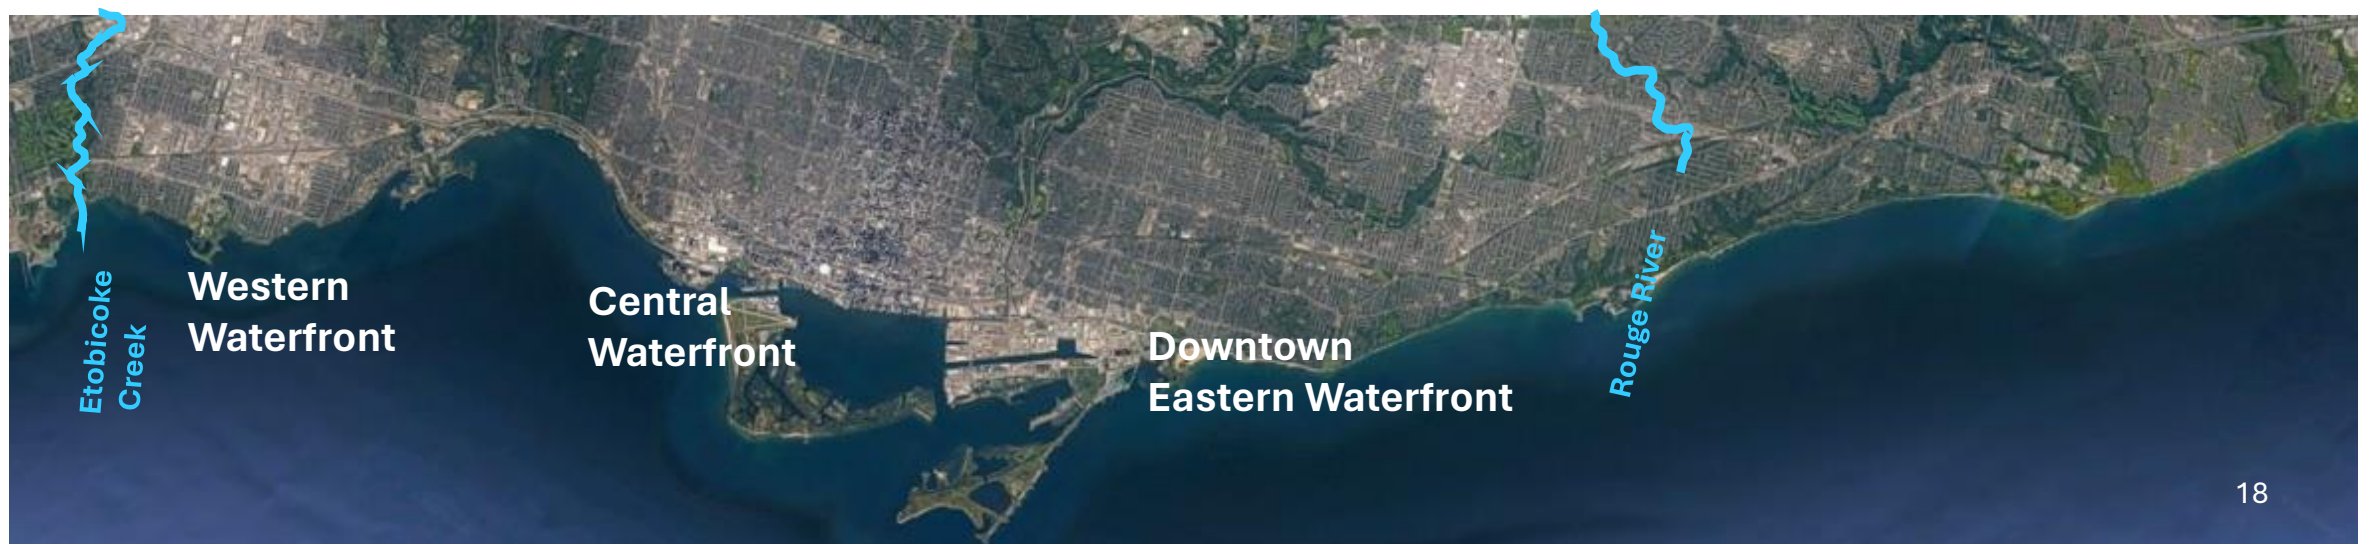 Etobicoke
Creek
Western
Waterfront
Central
Waterfront
Downtown
Eastern Waterfront
Rouge River
18